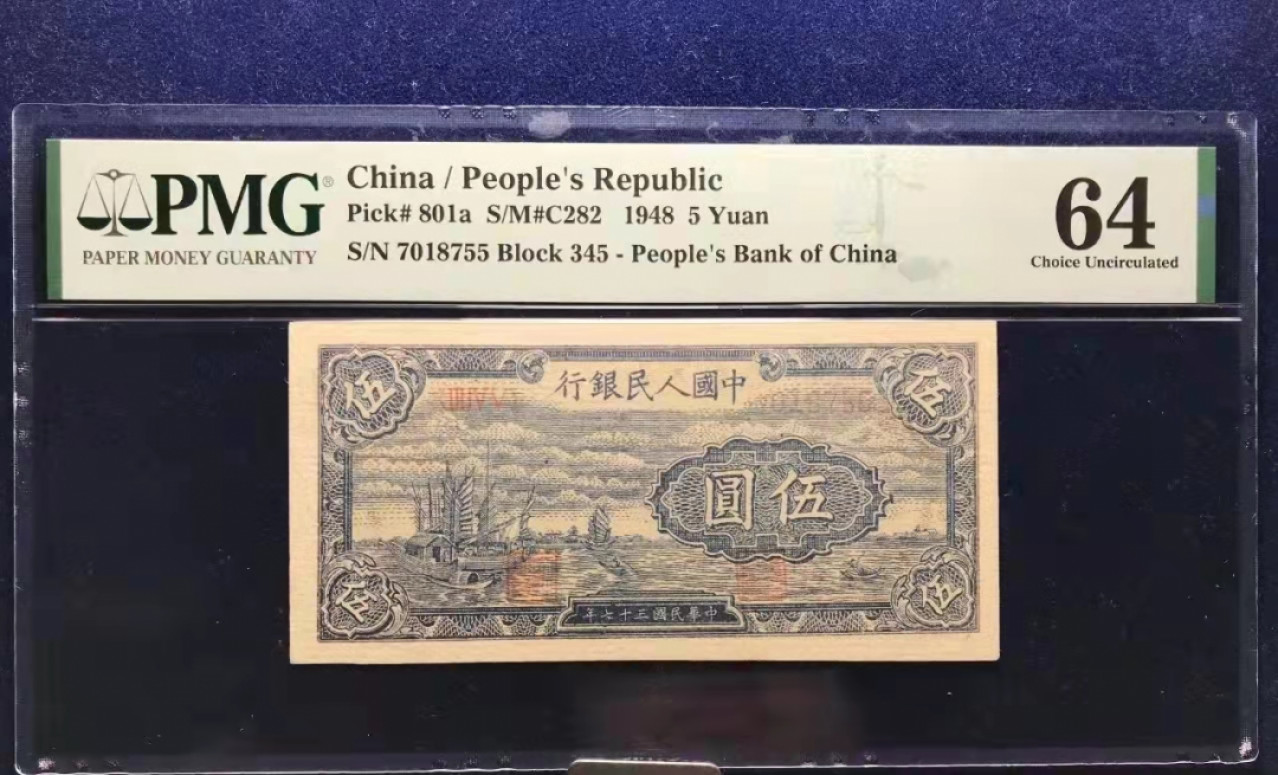 PMG®
PAPER MONEY GUARANTY
China / People's Republic
Pick# 801a S/M#C282 1948 5 Yuan
S/N 7018755 Block 345 - People's Bank of China
64
Choice Uncirculated
伍
行銀民人國中
伍
圓伍
伍
年七十三國民華中
伍